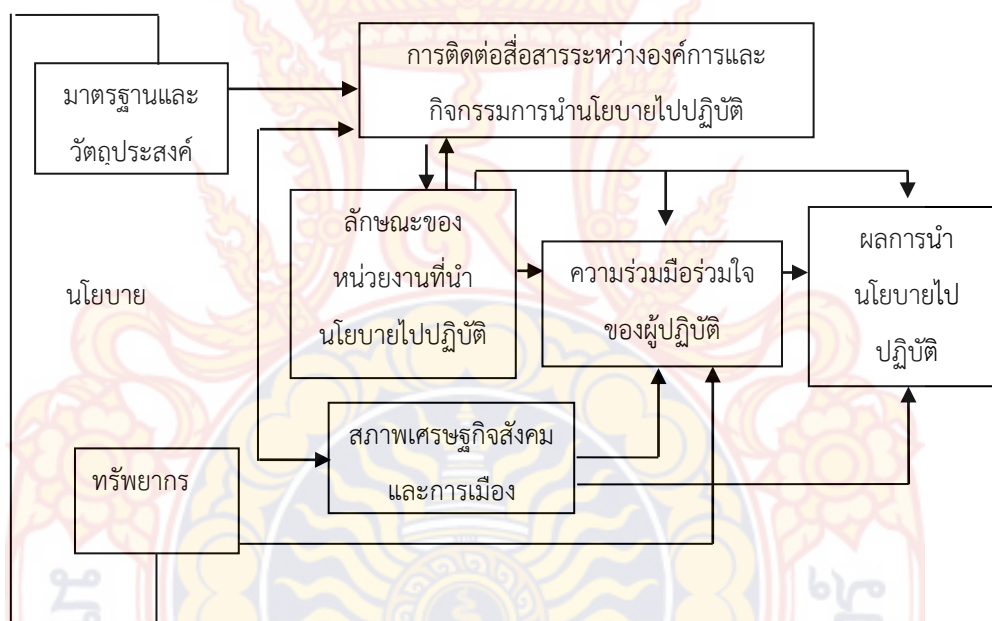 การติดต่อสื่อสารระหว่างองค์การและ
กิจกรรมการนำนโยบายไปปฏิบัติ
มาตรฐานและ
วัตถุประสงค์
ลักษณะของ
หน่วยงานที่นำ
นโยบายไปปฏิบัติ
ความร่วมมือร่วมใจ
ของผู้ปฏิบัติ
ผลการนำ
นโยบายไป
ปฏิบัติ
นโยบาย
สภาพเศรษฐกิจสังคม
และการเมือง
ทรัพยากร